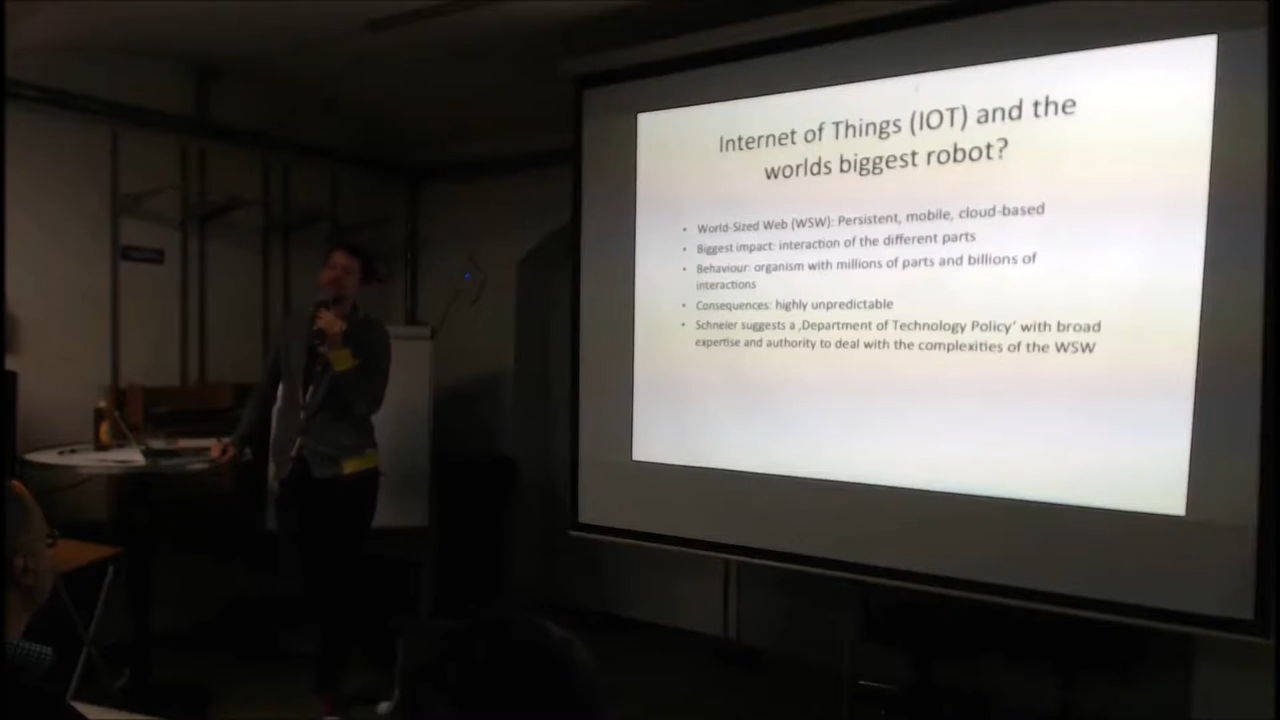 Internet of Things (IOT) and the
worlds biggest robot?
• World-Sized Web (WSW): Persistent, mobile, cloud-based
• Biggest impact: interaction of the different parts
• Behaviour: organism with millions of parts and billions of
interactions
• Consequences: highly unpredictable
• Schneier suggests a ‚Department of Technology Policy' with broad
expertise and authority to deal with the complexities of the WSW